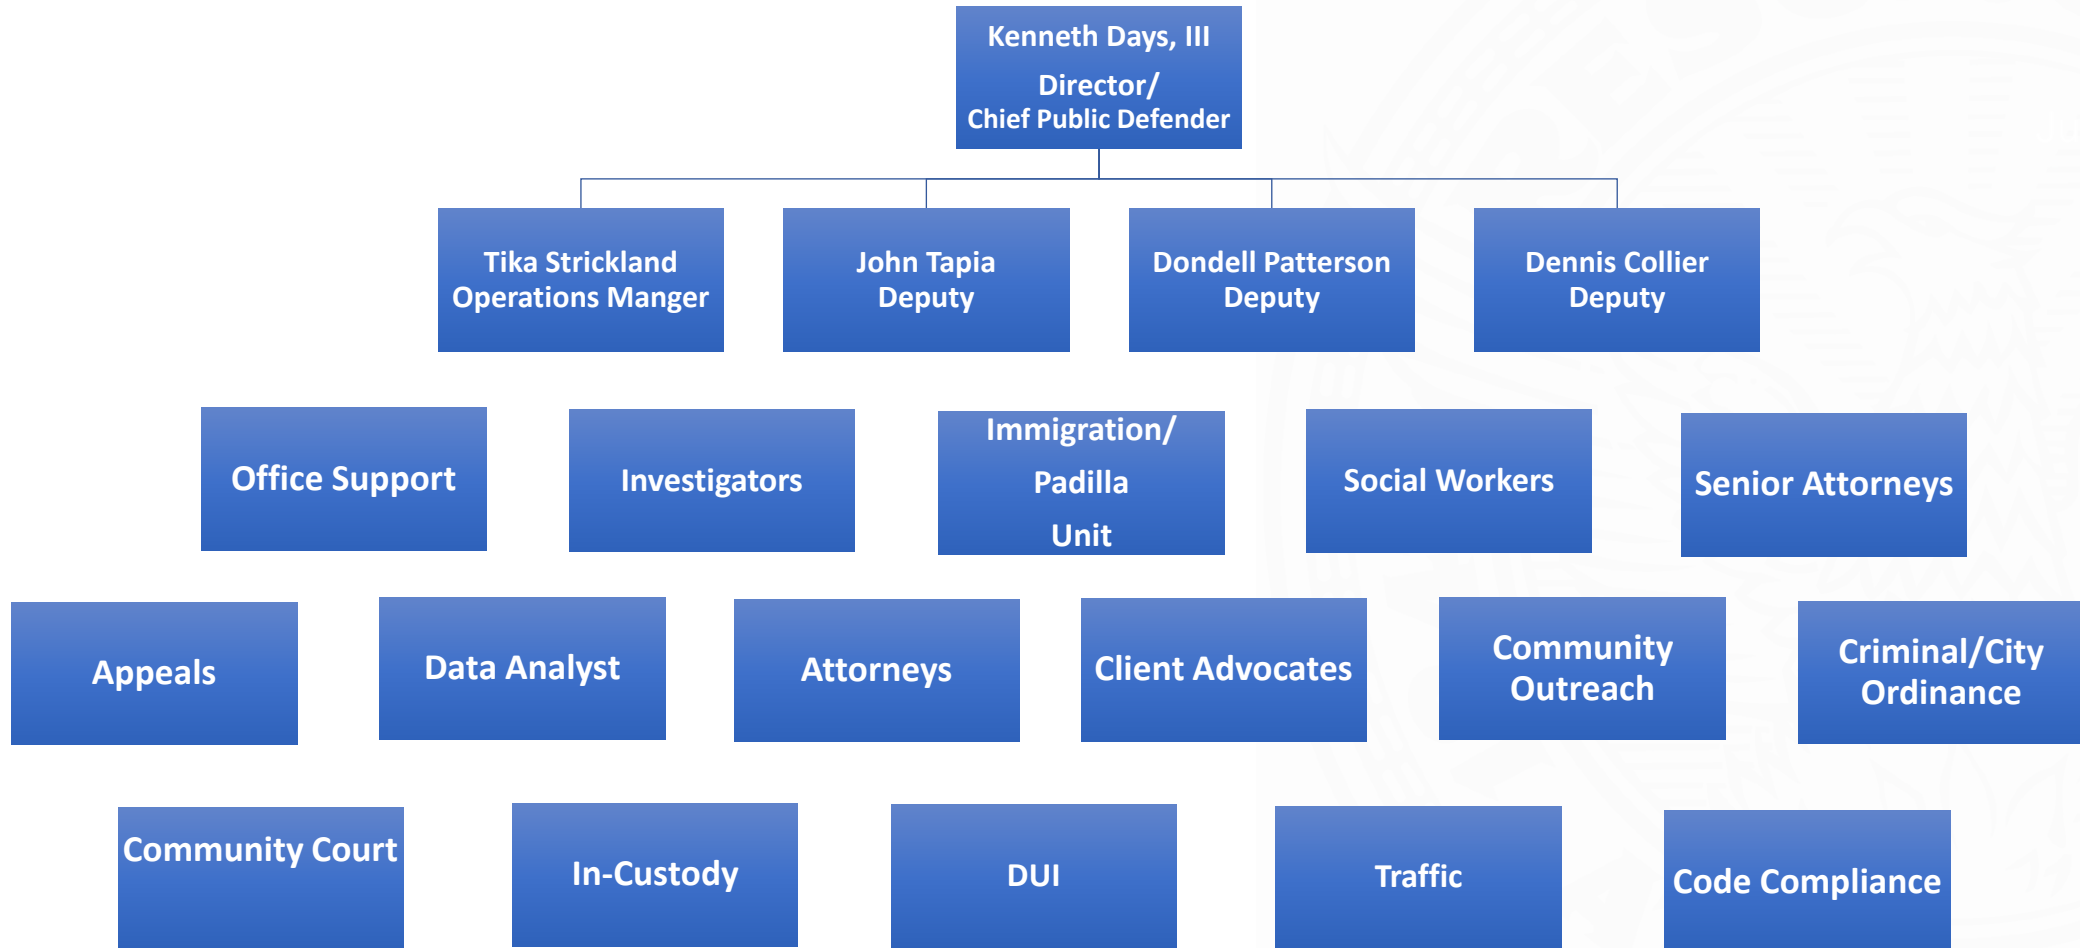 Kenneth Days, III
Director/
Chief Public Defender
Tika Strickland
Operations Manger
John Tapia
Deputy
Dondell Patterson
Deputy
Dennis Collier
Deputy
Office Support
Investigators
Immigration/
Padilla
Unit
Social Workers
Senior Attorneys
Appeals
Data Analyst
Attorneys
Client Advocates
Community
Outreach
Criminal/City
Ordinance
Community Court
In-Custody
DUI
Traffic
Code Compliance